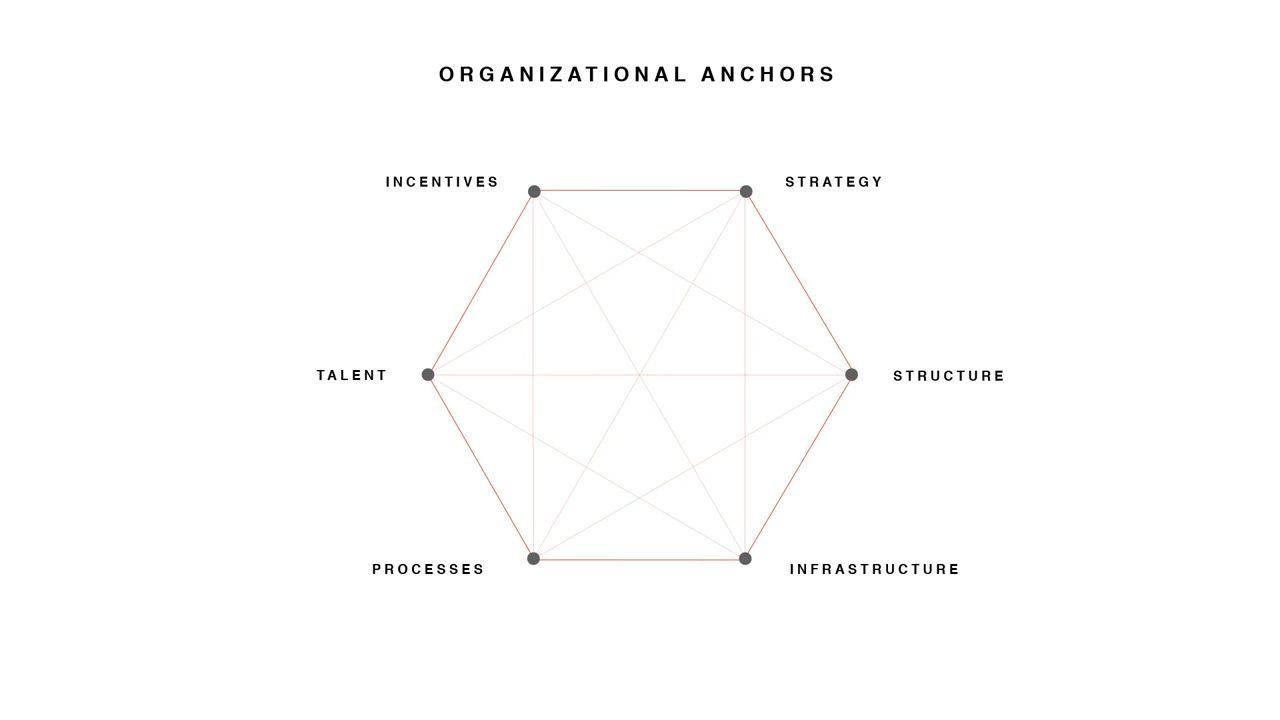 ORGANIZATIONAL ANCHORS
INCENTIVES
STRATEGY
TALENT
STRUCTURE
PROCESSES
INFRASTRUCTURE